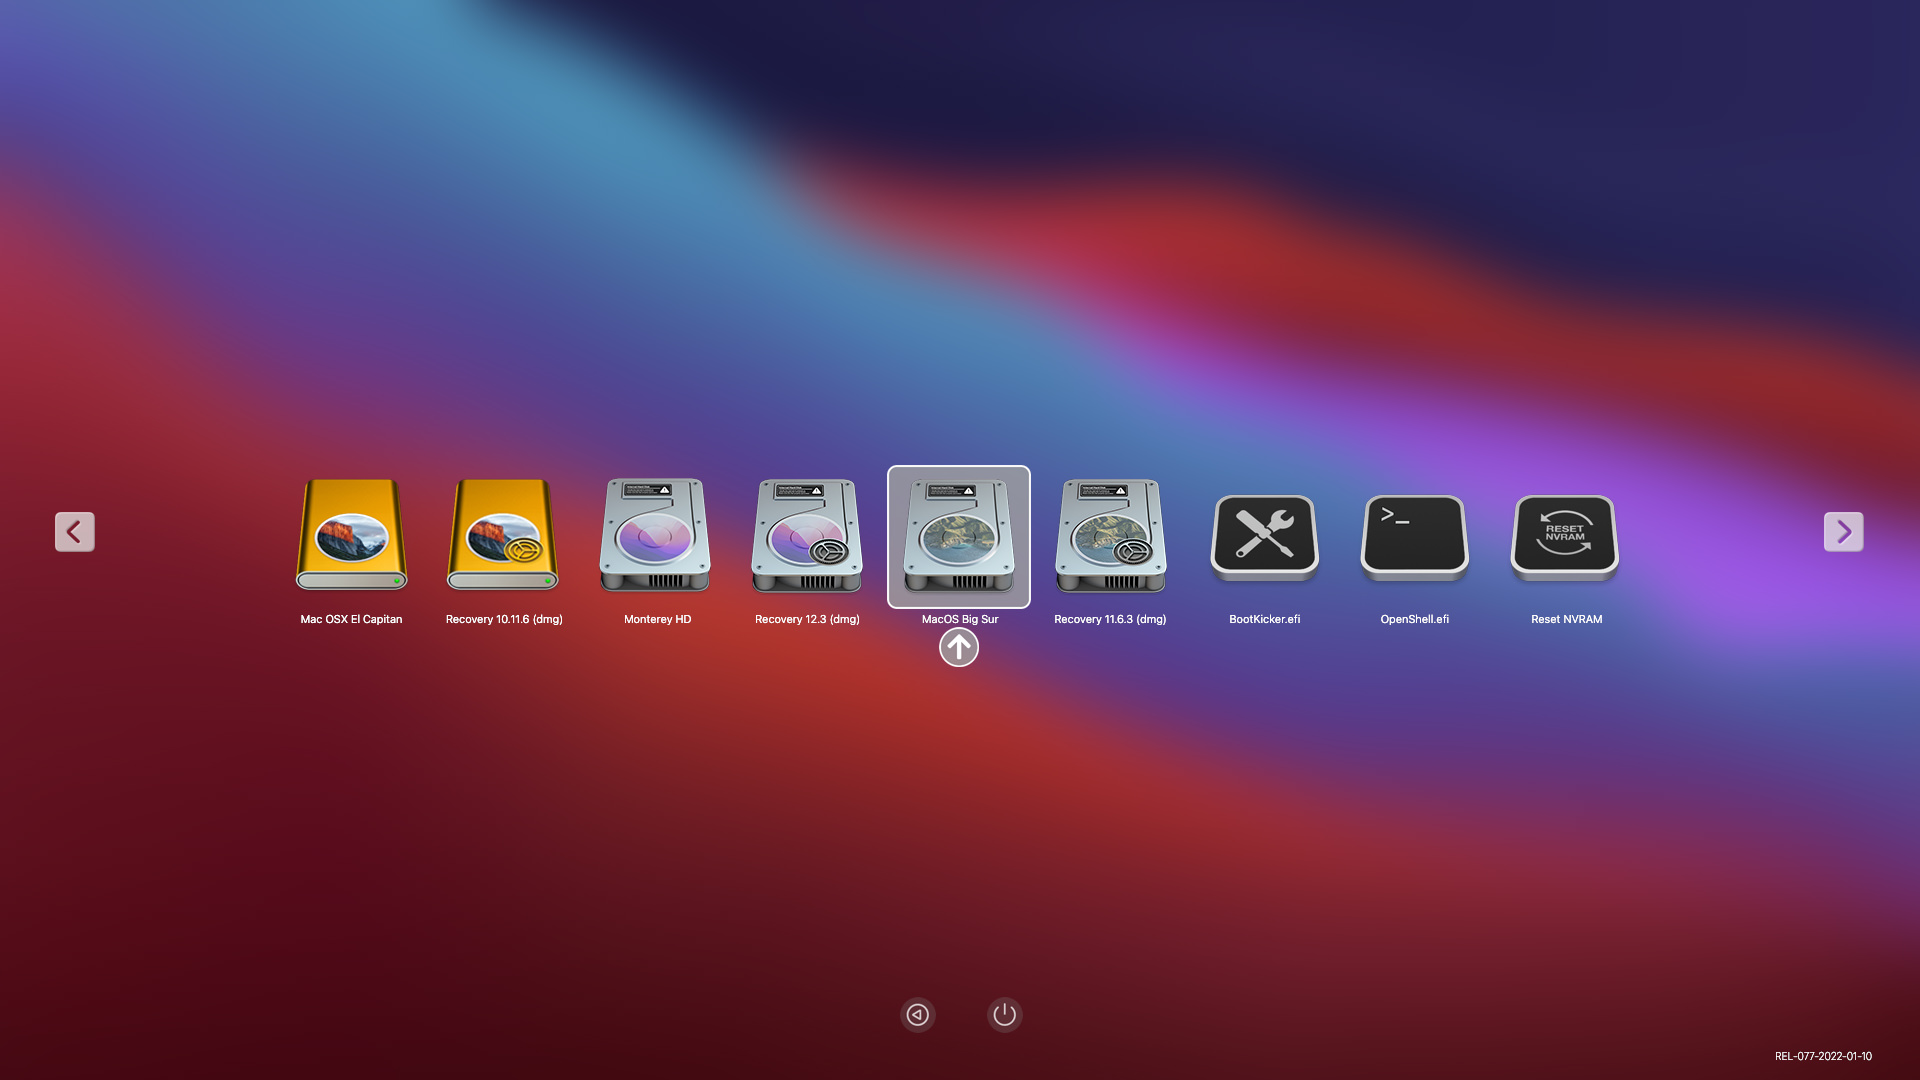 Mac OSX El Capitan
Recovery 10.11.6 (dmg)
Monterey HD
Recovery 12.3 (dmg)
MacOS Big Sur
Recovery 11.6.3 (dmg)
BootKicker.efi
OpenShell.efi
>_
RESET
NVRAM
Reset NVRAM
REL-077-2022-01-10